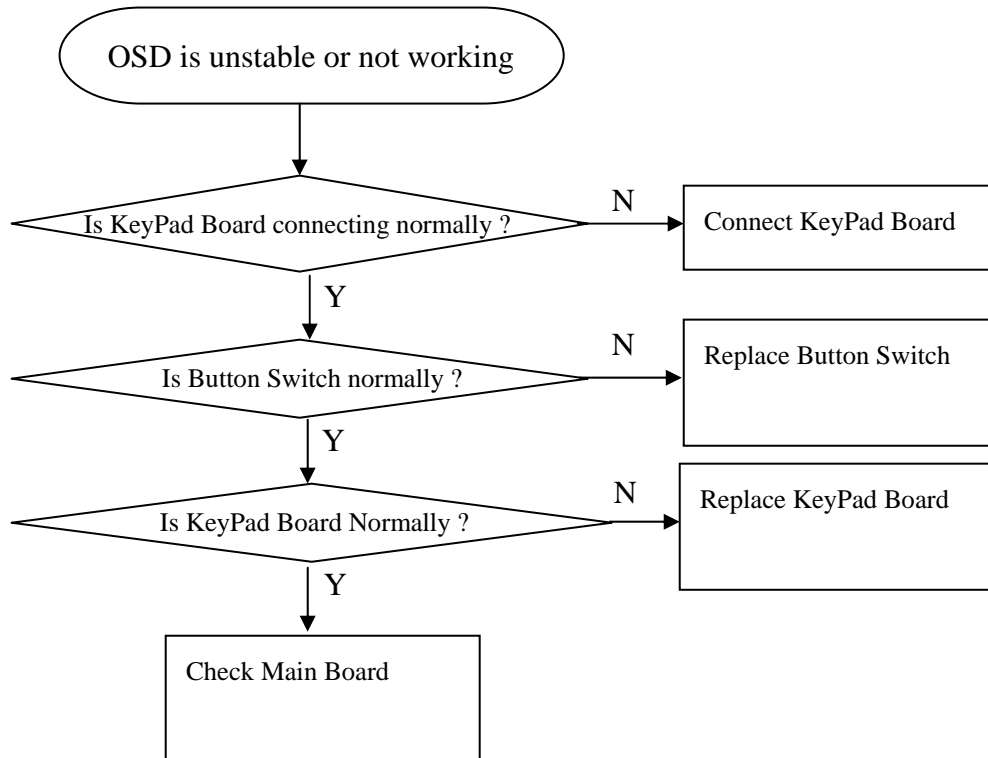 OSD is unstable or not working
Is KeyPad Board connecting normally ?
N
Connect KeyPad Board
Y
Is Button Switch normally ?
N
Replace Button Switch
Y
Is KeyPad Board Normally ?
N
Replace KeyPad Board
Y
Check Main Board